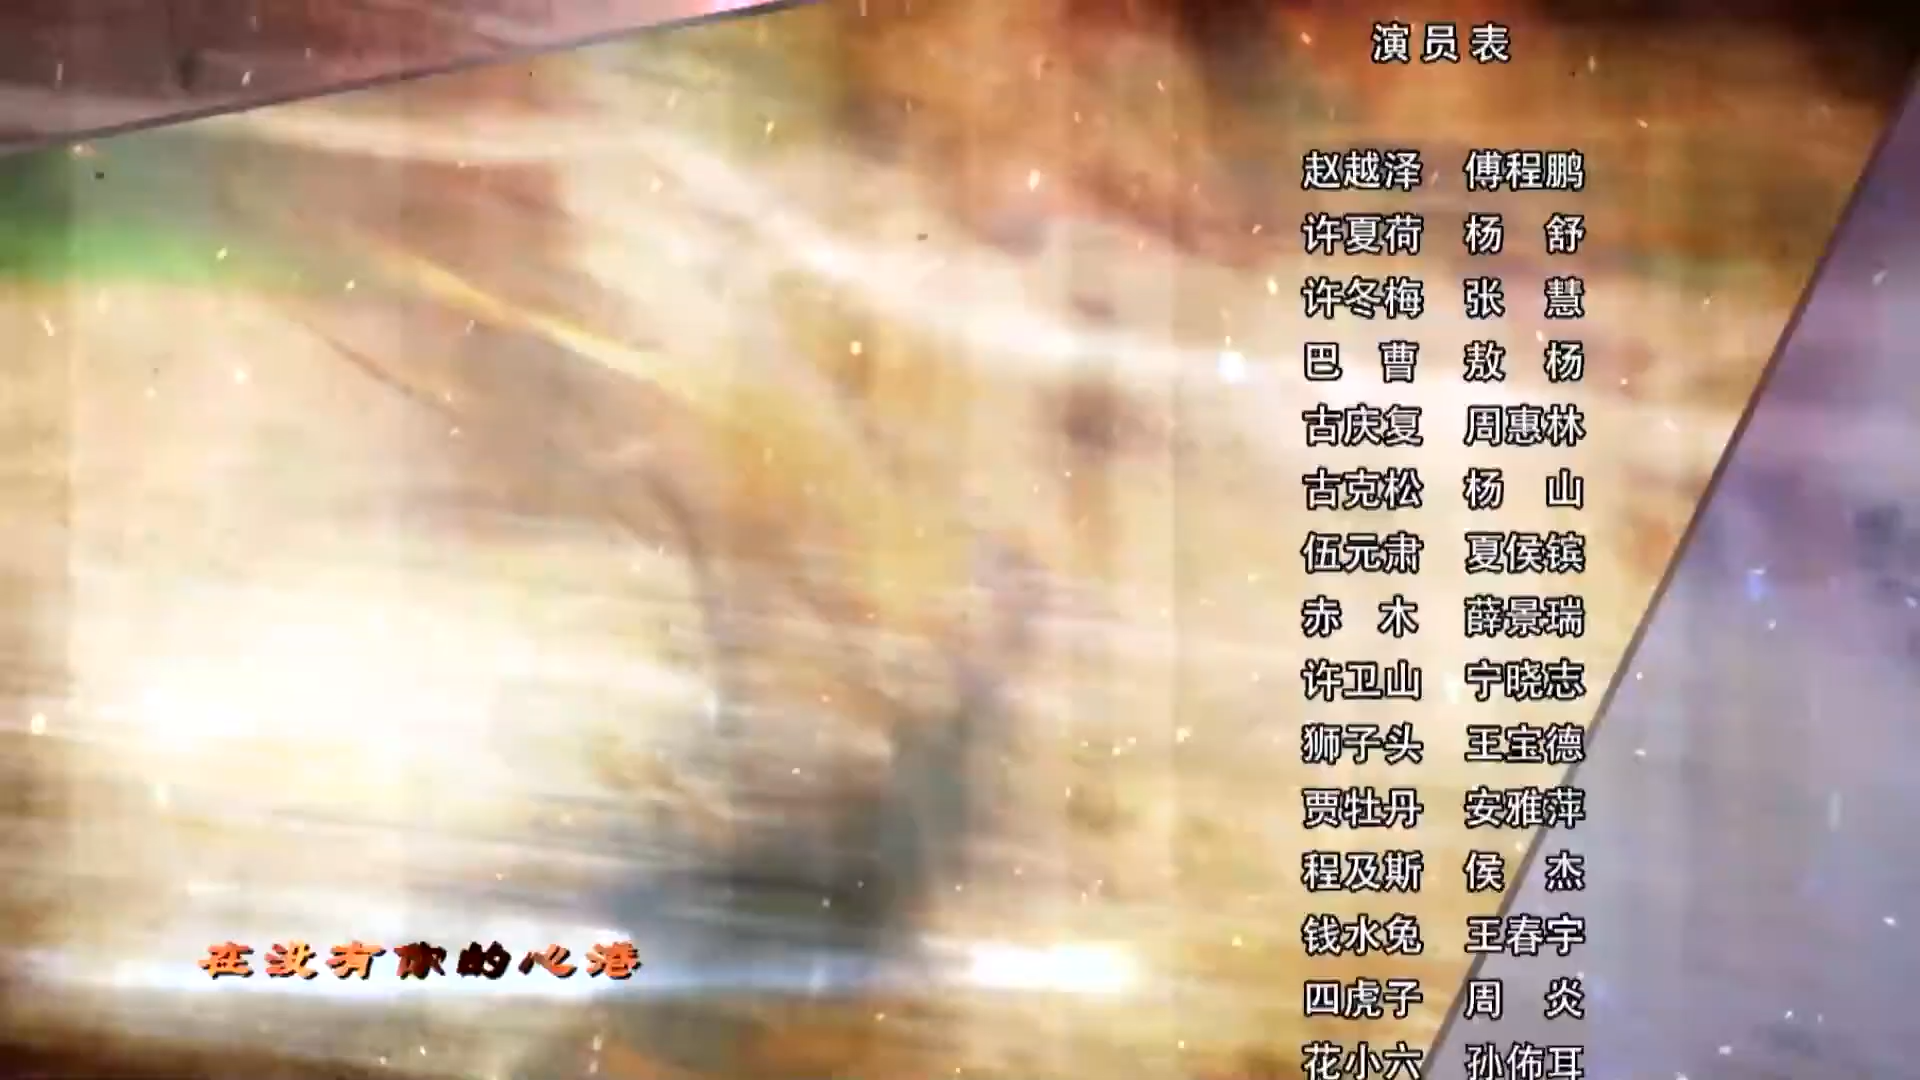 演员表
赵越泽 傅程鹏
许夏荷 杨 舒
许冬梅 张 慧
巴 曹 敖 杨
古庆复 周惠林
古克松 杨 山
伍元肃 夏侯镔
赤 木 薛景瑞
许卫山 宁晓志
狮子头 王宝德
贾牡丹 安雅萍
程及斯 侯 杰
钱水兔 王春宇
四虎子 周 炎
花小六 孙佈耳
在没有你的心港